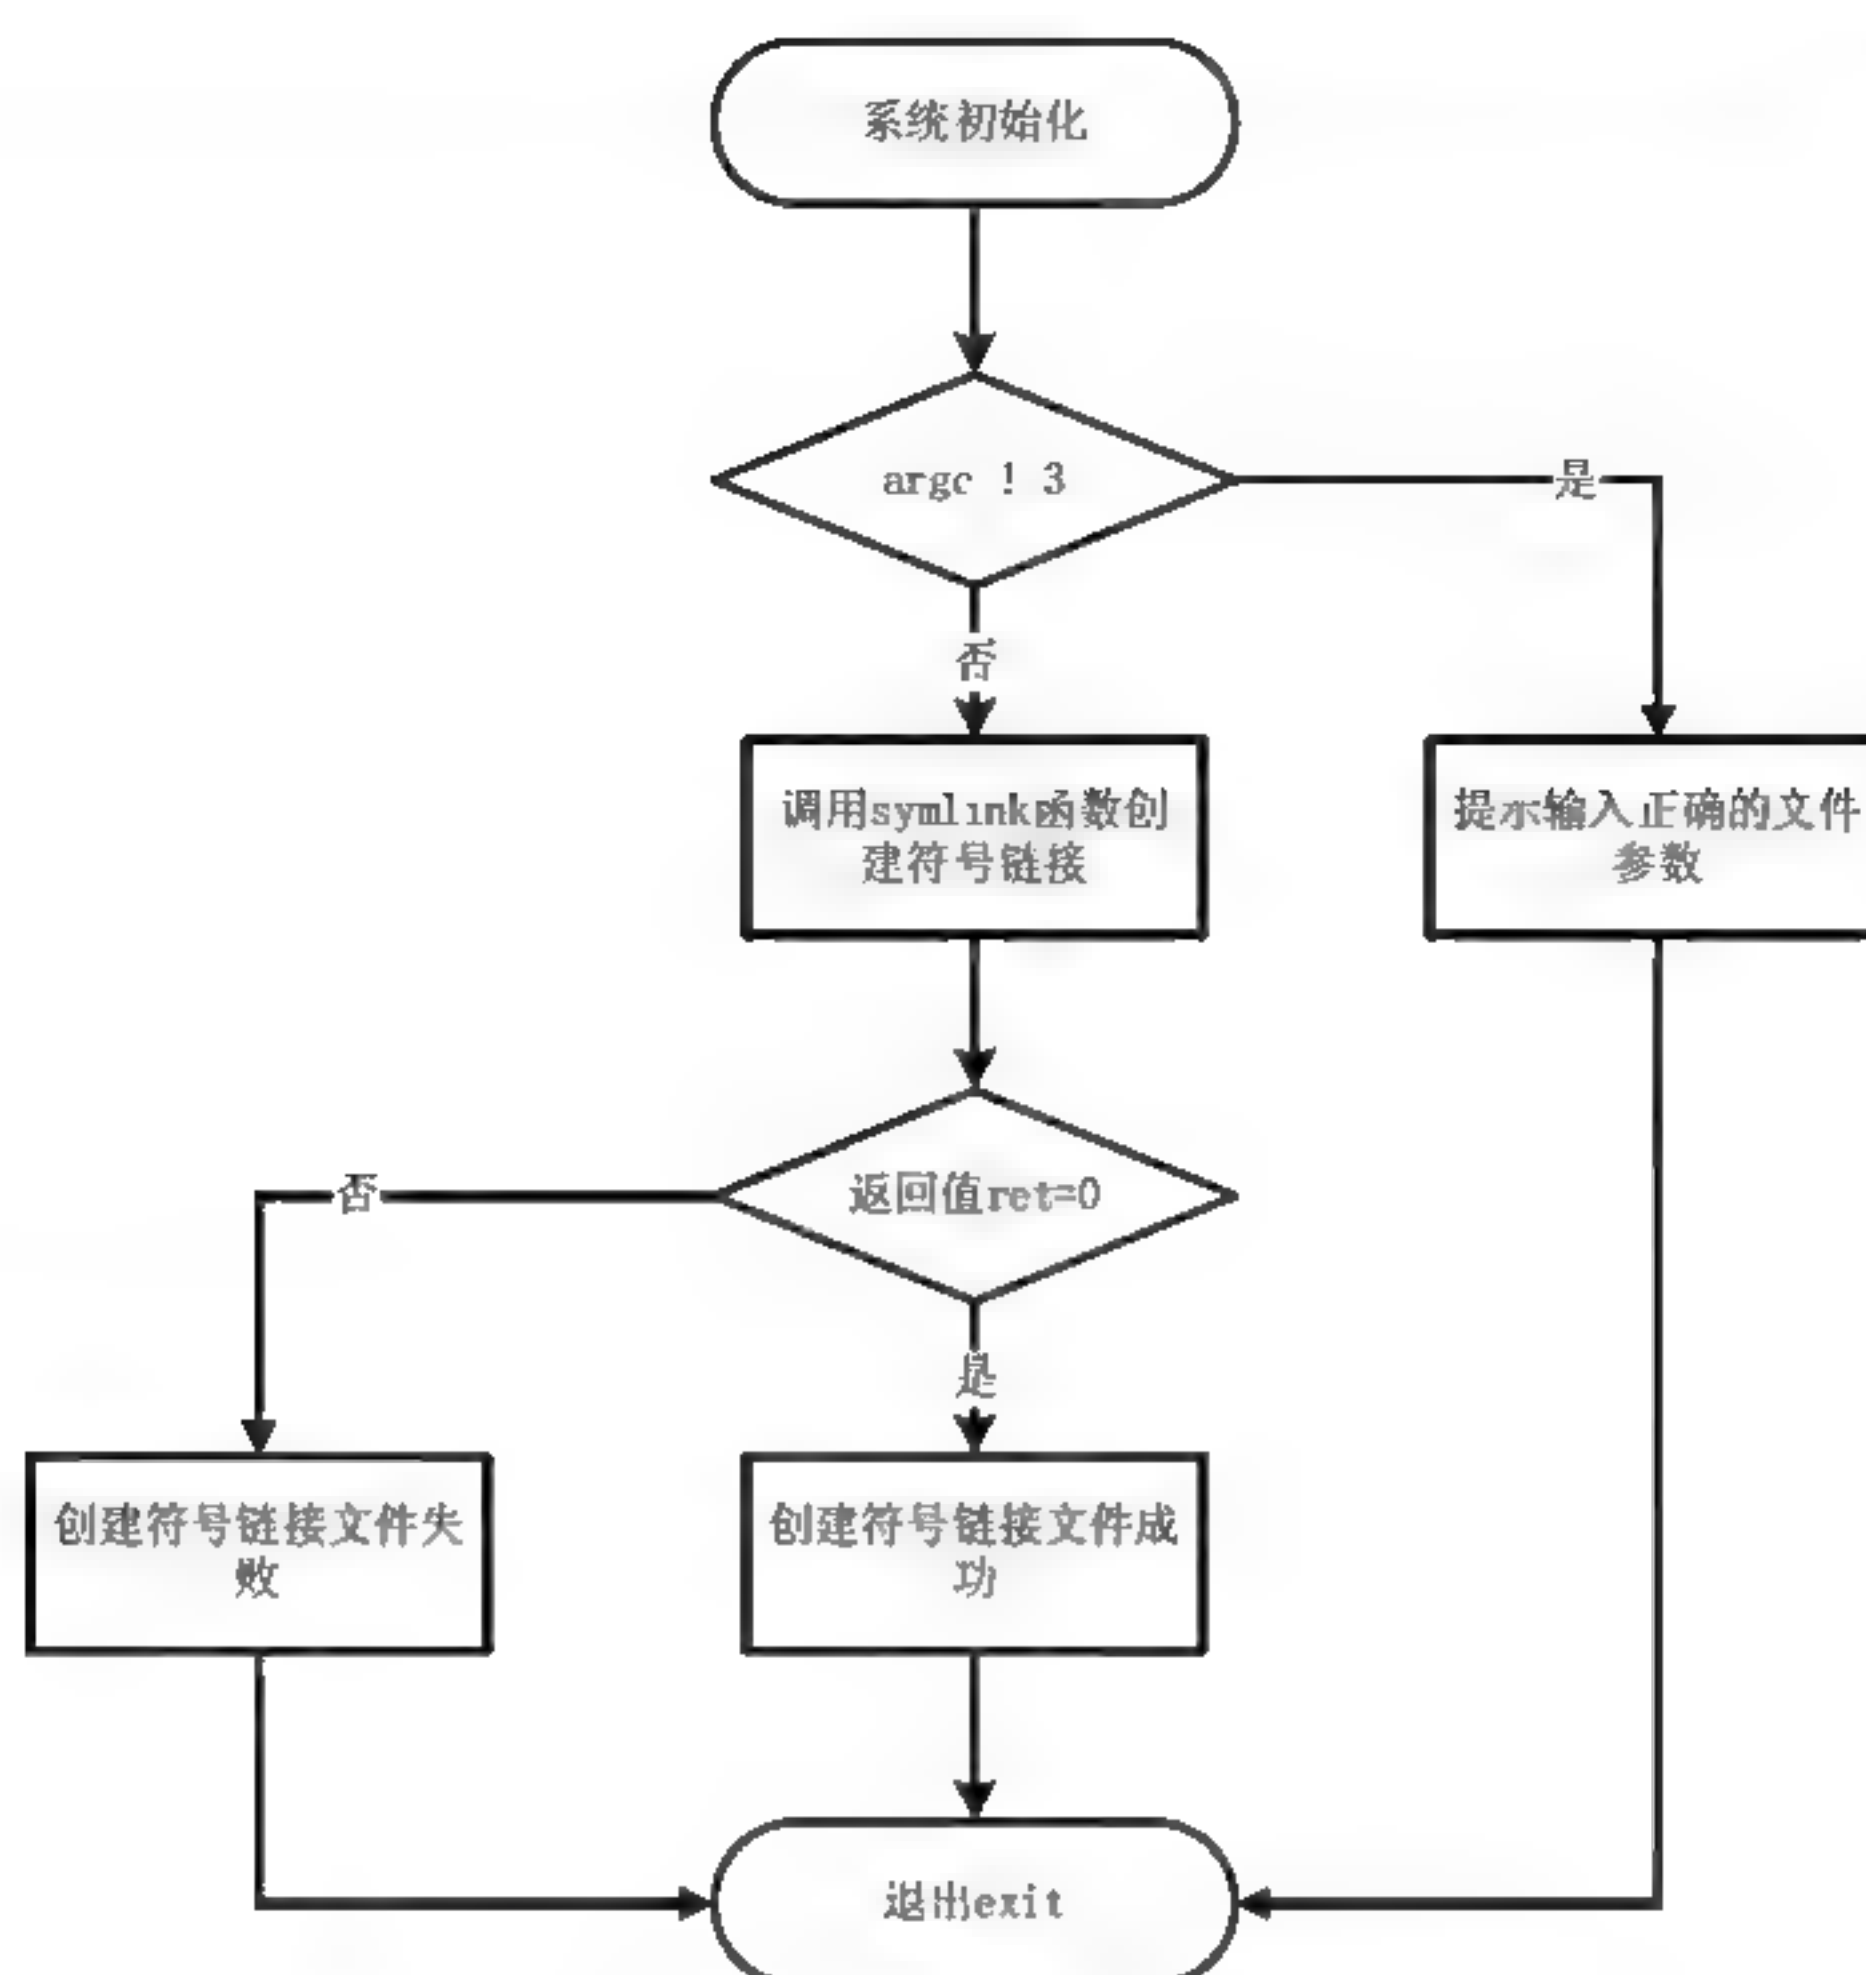 系统初始化
argc ! 3
是
否
调用symlink函数创
建符号链接
提示输入正确的文件
参数
返回值ret=0
否
是
创建符号链接文件失
败
创建符号链接文件成
功
退出exit